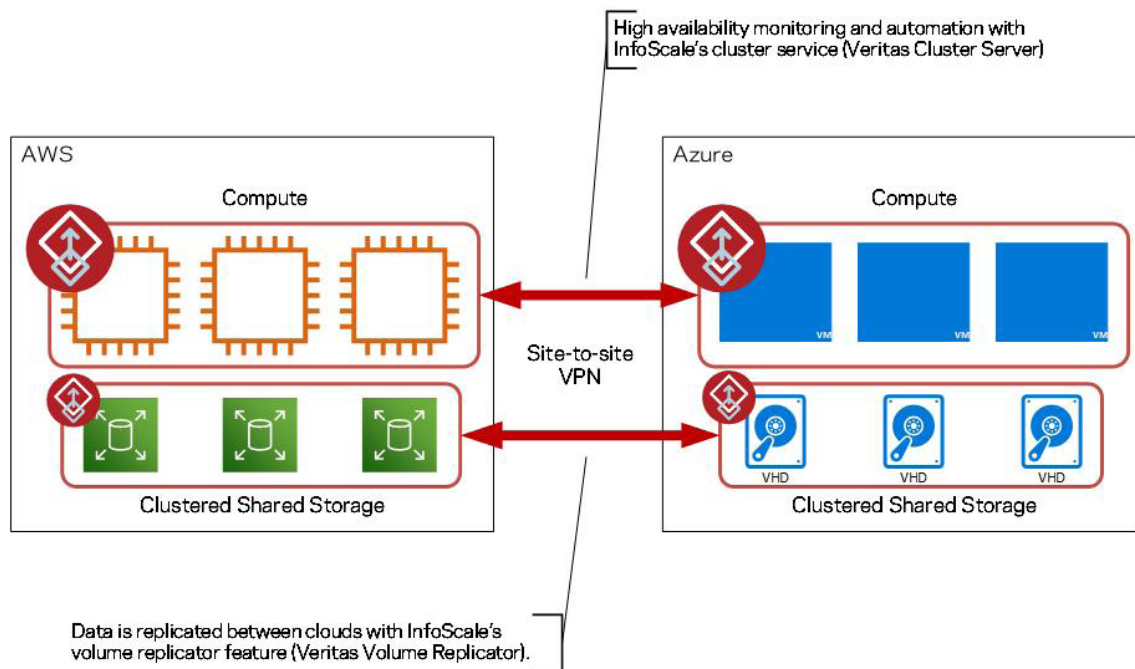 High availability monitoring and automation with
InfoScale's cluster service (Veritas Cluster Server)
AWS
Compute
Azure
Compute
VM
VM
VM
Site-to-site
VPN
VHD
VHD
VHD
Clustered Shared Storage
Clustered Shared Storage
Data is replicated between clouds with InfoScale's
volume replicator feature (Veritas Volume Replicator).